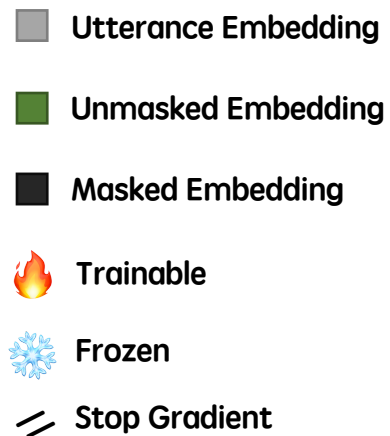 Utterance Embedding
Unmasked Embedding
Masked Embedding
Trainable
Frozen
Stop Gradient